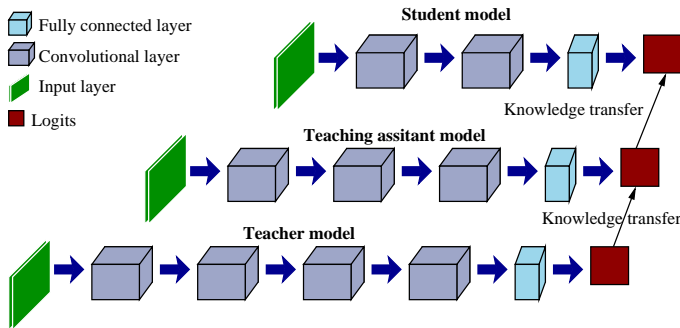 Student model
Fully connected layer
Convolutional layer
Input layer
Logits
Knowledge transfer
Teaching assitant model
Knowledge transfer
Teacher model